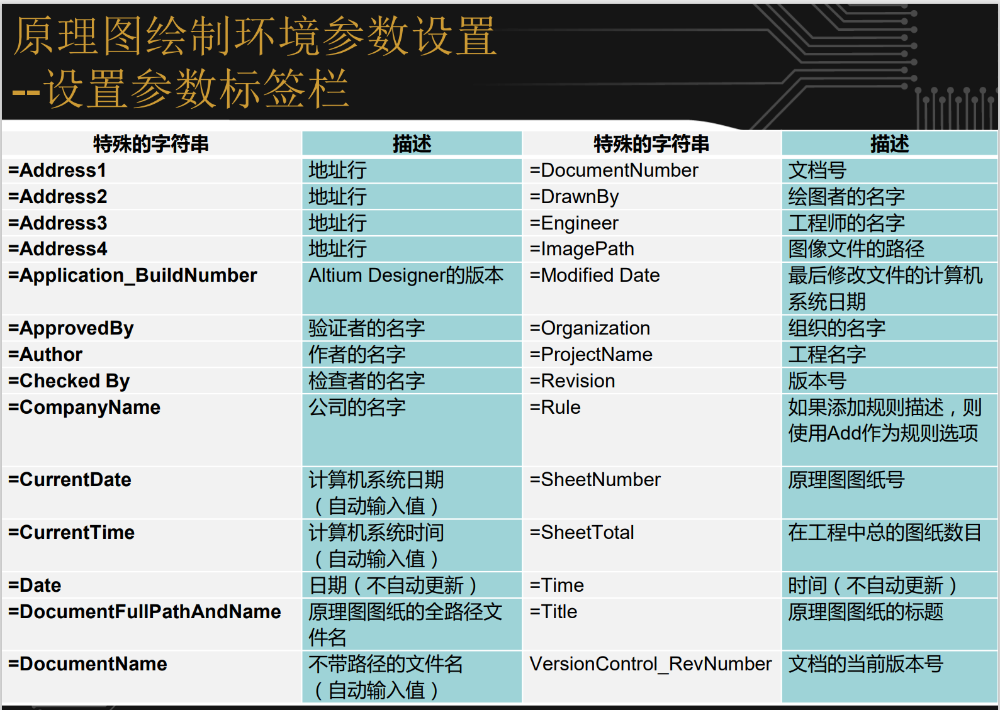 原理图绘制环境参数设置
--设置参数标签栏
特殊的字符串 描述 特殊的字符串 描述
=Address1 地址行 =DocumentNumber 文档号
=Address2 地址行 =DrawnBy 绘图者的名字
=Address3 地址行 =Engineer 工程师的名字
=Address4 地址行 =ImagePath 图像文件的路径
=Application_BuildNumber Altium Designer的版本 =Modified Date 最后修改文件的计算机
系统日期
=ApprovedBy 验证者的名字 =Organization 组织的名字
=Author 作者的名字 =ProjectName 工程名字
=Checked By 检查者的名字 =Revision 版本号
=CompanyName 公司的名字 =Rule 如果添加规则描述，则
使用Add作为规则选项
=CurrentDate 计算机系统日期 =SheetNumber 原理图图纸号
（自动输入值）
=CurrentTime 计算机系统时间 =SheetTotal 在工程中总的图纸数目
（自动输入值）
=Date 日期（不自动更新） =Time 时间（不自动更新）
=DocumentFullPathAndName 原理图图纸的全路径文 =Title 原理图图纸的标题
件名
=DocumentName 不带路径的文件名 VersionControl_RevNumber 文档的当前版本号
（自动输入值）